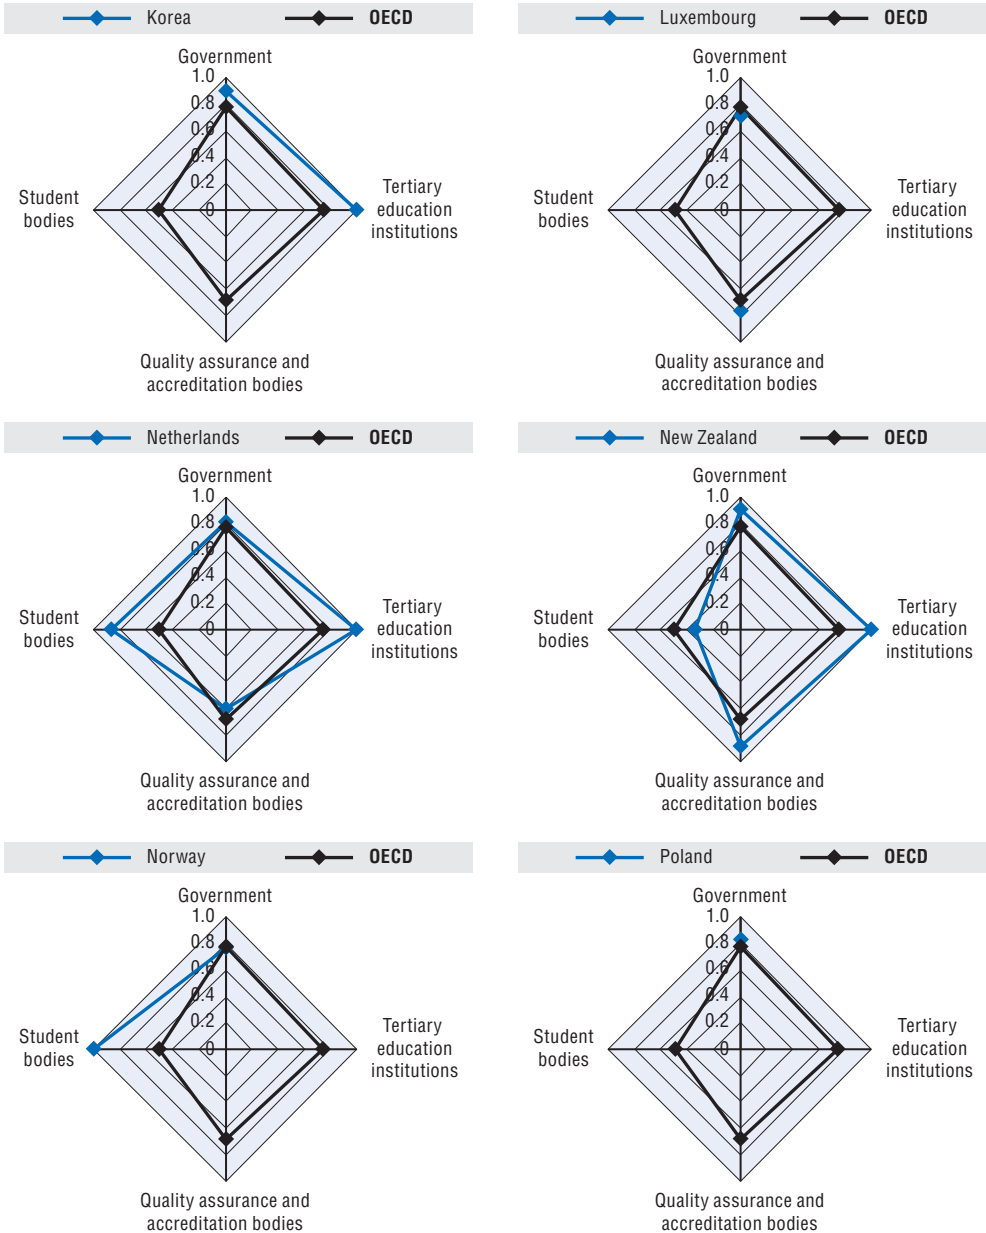 Korea
OECD
Government
1.0
0.8
0.6
0.4
0.2
0
Student
bodies
Tertiary
education
institutions
Quality assurance and
accreditation bodies
Luxembourg
OECD
Government
1.0
0.8
0.6
0.4
0.2
0
Student
bodies
Tertiary
education
institutions
Quality assurance and
accreditation bodies
Netherlands
OECD
Government
1.0
0.8
0.6
0.4
0.2
0
Student
bodies
Tertiary
education
institutions
Quality assurance and
accreditation bodies
New Zealand
OECD
Government
1.0
0.8
0.6
0.4
0.2
0
Student
bodies
Tertiary
education
institutions
Quality assurance and
accreditation bodies
Norway
OECD
Government
1.0
0.8
0.6
0.4
0.2
0
Student
bodies
Tertiary
education
institutions
Quality assurance and
accreditation bodies
Poland
OECD
Government
1.0
0.8
0.6
0.4
0.2
0
Student
bodies
Tertiary
education
institutions
Quality assurance and
accreditation bodies